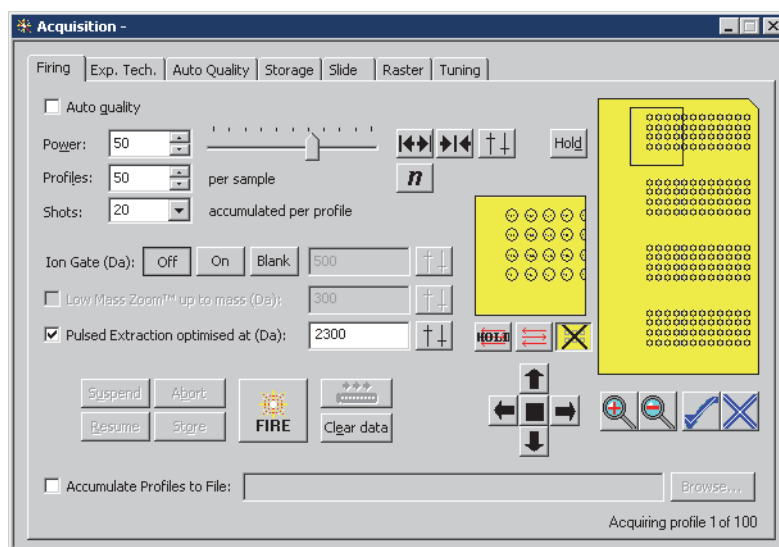 Acquisition -
Firing Exp. Tech. Auto Quality Storage Slide Raster Tuning
Auto quality
Power: 50 Hold
Profiles: 50 per sample n
Shots: 20 accumulated per profile
Ion Gate (Da): Off On Blank 500
Low Mass Zoom™ up to mass (Da): 300
Pulsed Extraction optimised at (Da): 2300 HOLD
Suspend Abort
Resume Store FIRE Clear data
Accumulate Profiles to File: Browse...
Acquiring profile 1 of 100